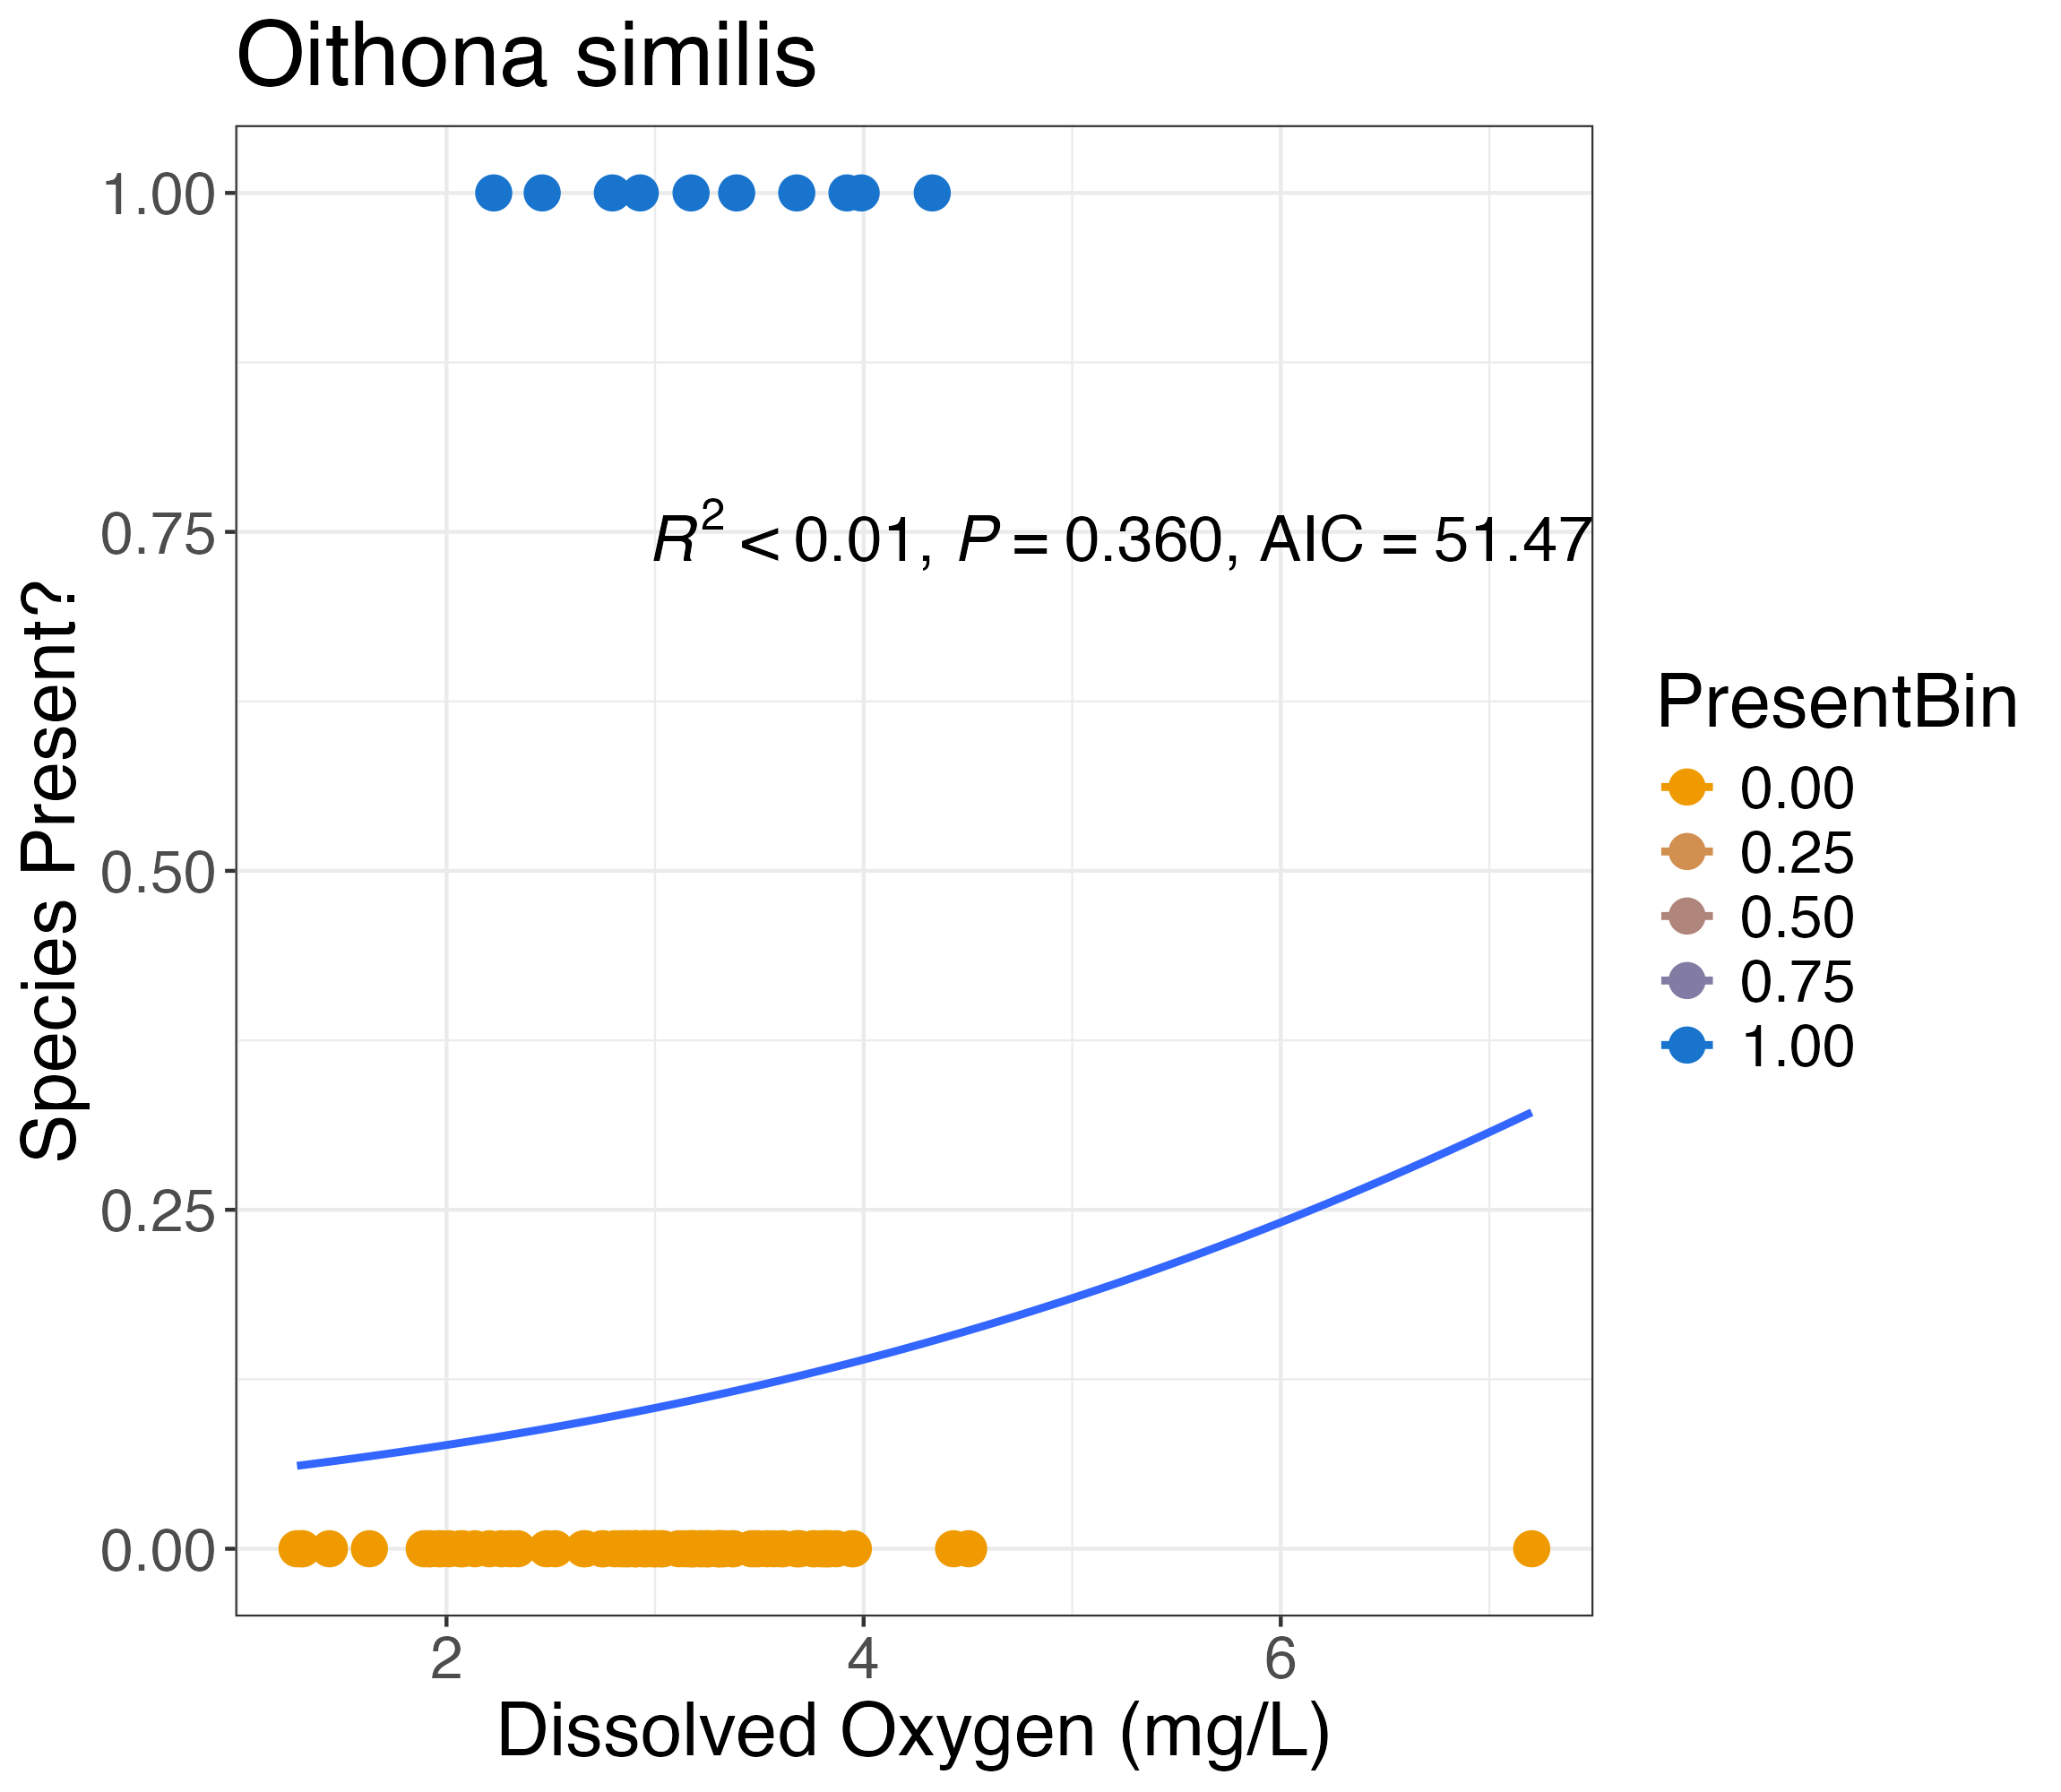 Oithona similis
1.00
0.75
0.50
0.25
0.00
Species Present?
R² < 0.01, P = 0.360, AIC = 51.47
2 4 6
Dissolved Oxygen (mg/L)
PresentBin
0.00
0.25
0.50
0.75
1.00